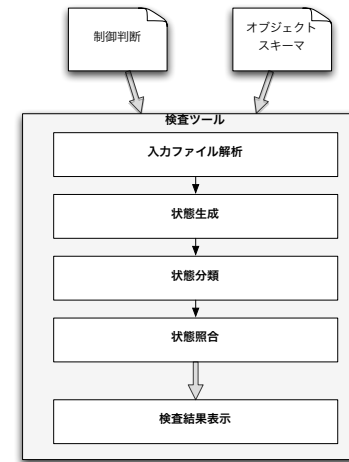 制御判断
オブジェクト
スキーマ
検査ツール
入力ファイル解析
状態生成
状態分類
状態照合
検査結果表示